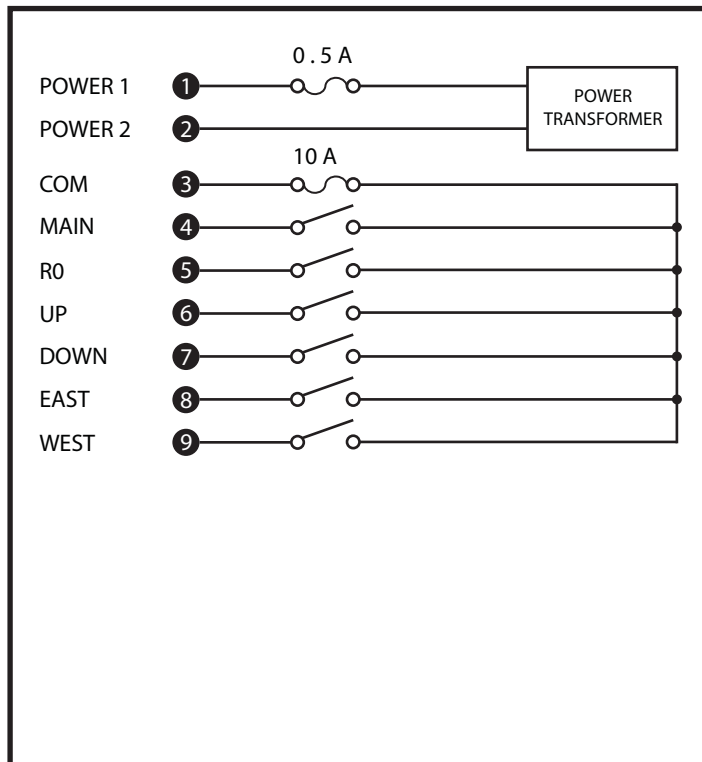 0.5 A
POWER 1 1
POWER
TRANSFORMER
POWER 2 2
10 A
COM 3
MAIN 4
R0 5
UP 6
DOWN 7
EAST 8
WEST 9